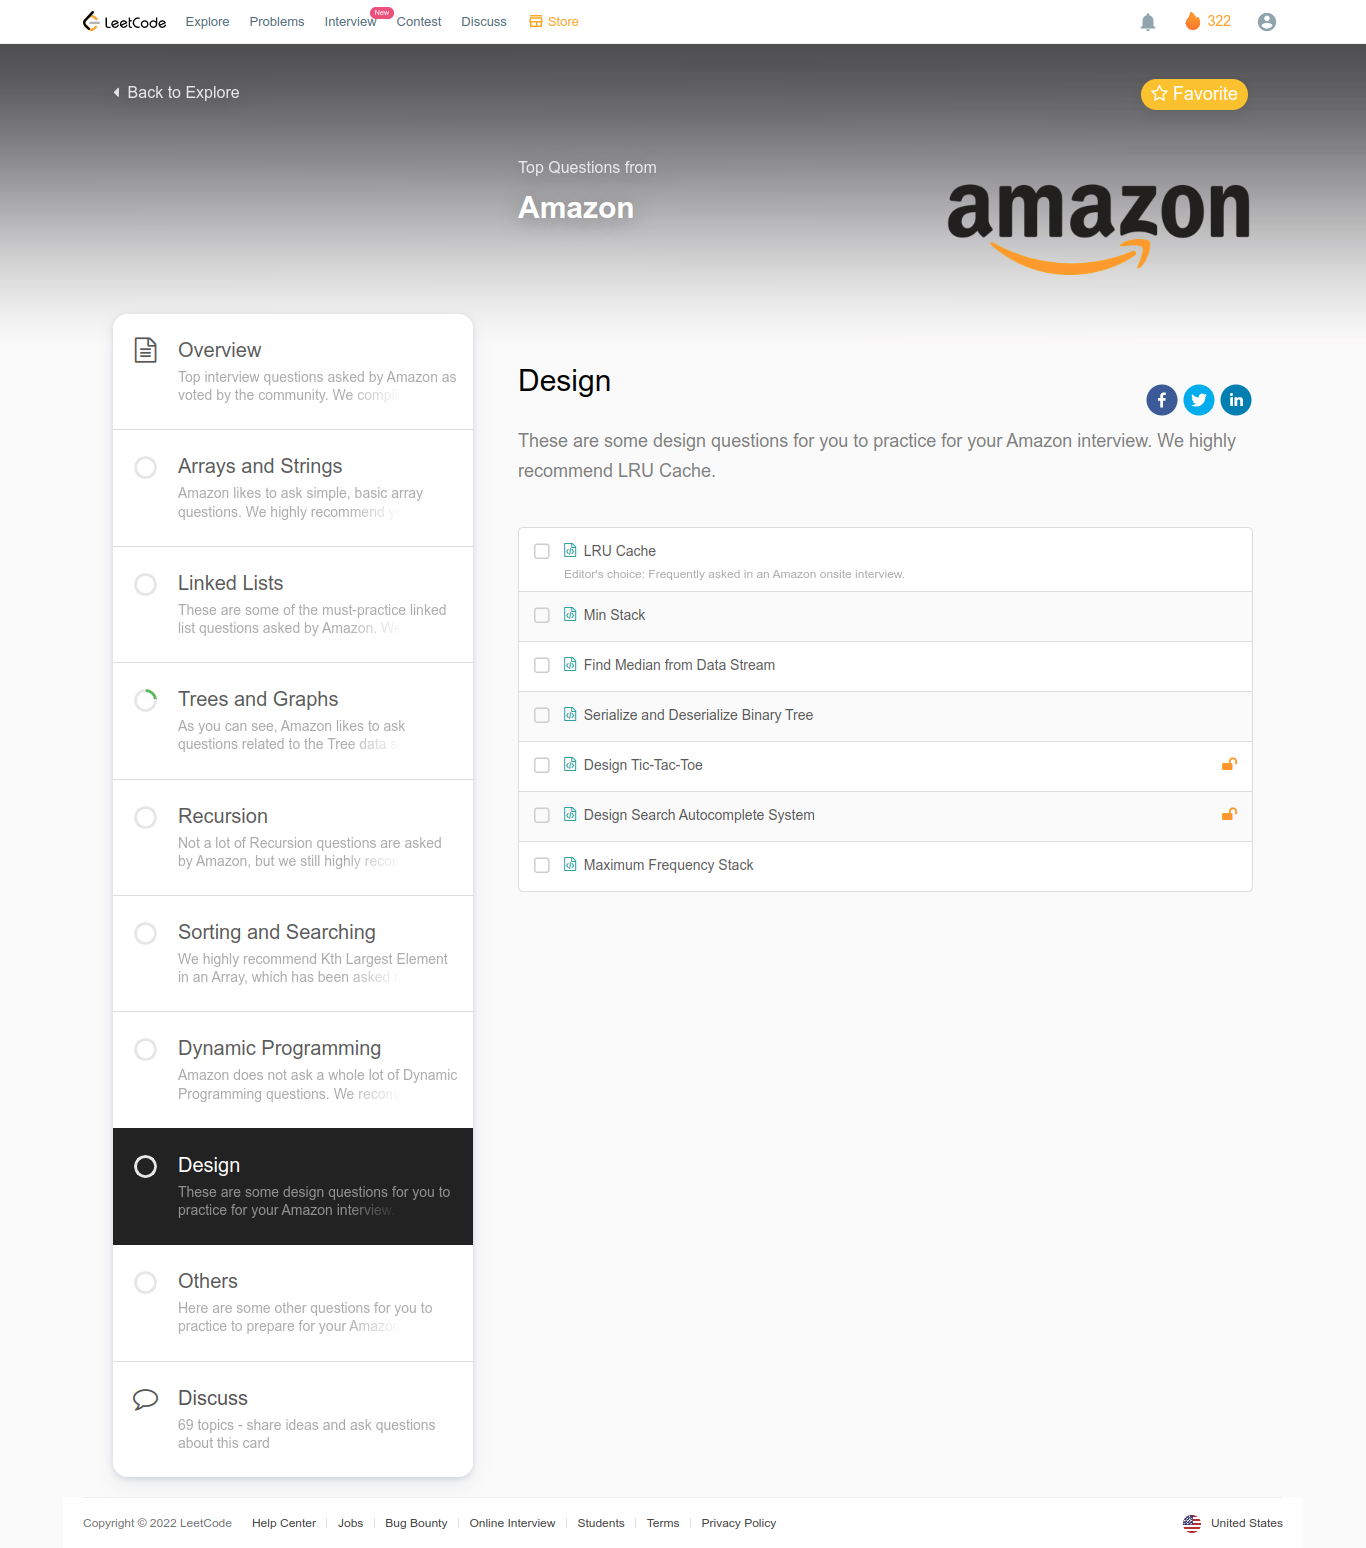 LeetCode Explore Problems Interview New Contest Discuss Store 322
Back to Explore
Favorite
Top Questions from
Amazon
amazon
Overview
Top interview questions asked by Amazon as
voted by the community. We
Arrays and Strings
Amazon likes to ask simple, basic array
questions. We highly recommend
Linked Lists
These are some of the must-practice linked
list questions asked by Amazon. We
Trees and Graphs
As you can see, Amazon likes to ask
questions related to the Tree data
Recursion
Not a lot of Recursion questions are asked
by Amazon, but we still highly
Sorting and Searching
We highly recommend Kth Largest Element
in an Array, which has been asked
Dynamic Programming
Amazon does not ask a whole lot of Dynamic
Programming questions. We
Design
These are some design questions for you to
practice for your Amazon interview.
Others
Here are some other questions for you to
practice to prepare for your Amazon
Discuss
69 topics - share ideas and ask questions
about this card
Design
These are some design questions for you to practice for your Amazon interview. We highly
recommend LRU Cache.
LRU Cache
Editor's choice: Frequently asked in an Amazon onsite interview.
Min Stack
Find Median from Data Stream
Serialize and Deserialize Binary Tree
Design Tic-Tac-Toe
Design Search Autocomplete System
Maximum Frequency Stack
Copyright © 2022 LeetCode Help Center Jobs Bug Bounty Online Interview Students Terms Privacy Policy United States